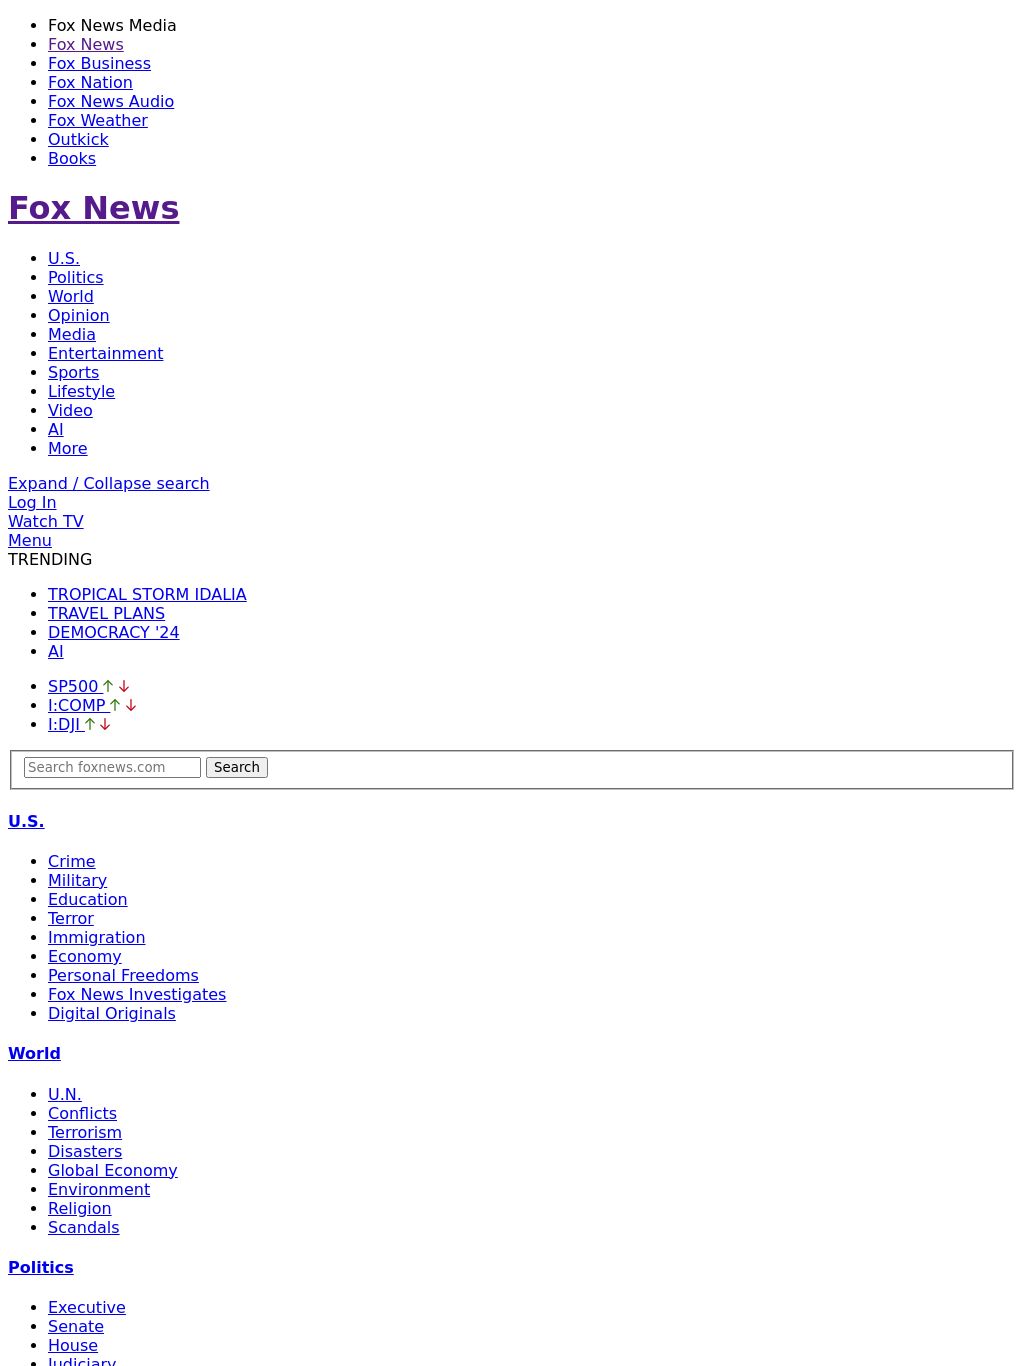 Fox News Media
Fox News
Fox Business
Fox Nation
Fox News Audio
Fox Weather
Outkick
Books
Fox News
U.S.
Politics
World
Opinion
Media
Entertainment
Sports
Lifestyle
Video
AI
More
Expand / Collapse search
Log In
Watch TV
Menu
TRENDING
TROPICAL STORM IDALIA
TRAVEL PLANS
DEMOCRACY '24
AI
SP500 ↑ ↓
I:COMP ↑ ↓
I:DJI ↑ ↓
Search foxnews.com Search
U.S.
Crime
Military
Education
Terror
Immigration
Economy
Personal Freedoms
Fox News Investigates
Digital Originals
World
U.N.
Conflicts
Terrorism
Disasters
Global Economy
Environment
Religion
Scandals
Politics
Executive
Senate
House
Judiciary